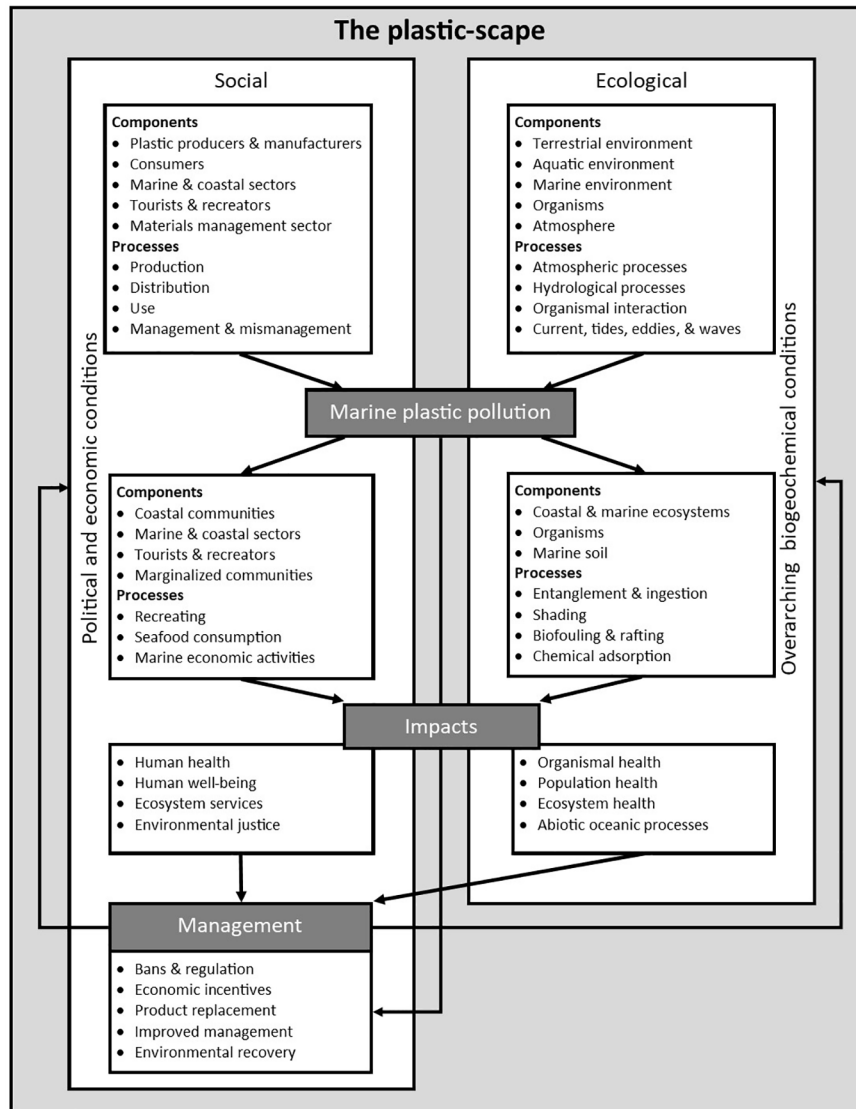 The plastic-scape
Social
Components
• Plastic producers & manufacturers
• Consumers
• Marine & coastal sectors
• Tourists & recreators
• Materials management sector
Processes
• Production
• Distribution
• Use
• Management & mismanagement
Ecological
Components
• Terrestrial environment
• Aquatic environment
• Marine environment
• Organisms
• Atmosphere
Processes
• Atmospheric processes
• Hydrological processes
• Organismal interaction
• Current, tides, eddies, & waves
Political and economic conditions
Overarching biogeochemical conditions
Marine plastic pollution
Components
• Coastal communities
• Marine & coastal sectors
• Tourists & recreators
• Marginalized communities
Processes
• Recreating
• Seafood consumption
• Marine economic activities
Components
• Coastal & marine ecosystems
• Organisms
• Marine soil
Processes
• Entanglement & ingestion
• Shading
• Biofouling & rafting
• Chemical adsorption
Impacts
• Human health
• Human well-being
• Ecosystem services
• Environmental justice
• Organismal health
• Population health
• Ecosystem health
• Abiotic oceanic processes
Management
• Bans & regulation
• Economic incentives
• Product replacement
• Improved management
• Environmental recovery